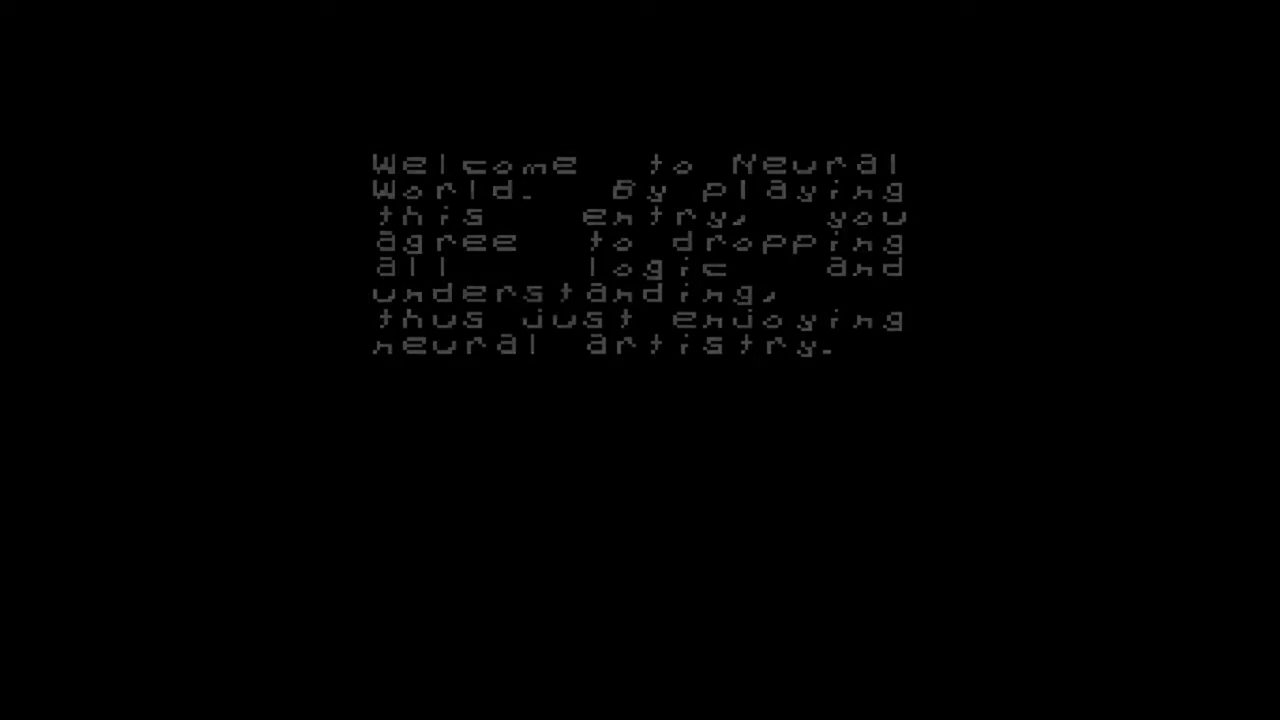 Welcome to Neural
World. By playing
this entry, you
agree to dropping
all logic and
understanding,
thus just enjoying
neural artistry.